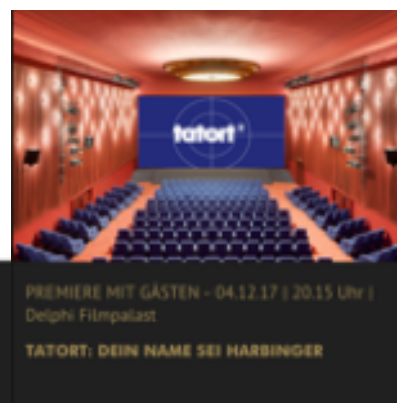 tatort
PREMIERE MIT GÄSTEN - 04.12.17 | 20.15 Uhr |
Delphi Filmpalast
TATORT: DEIN NAME SEI HARBINGER